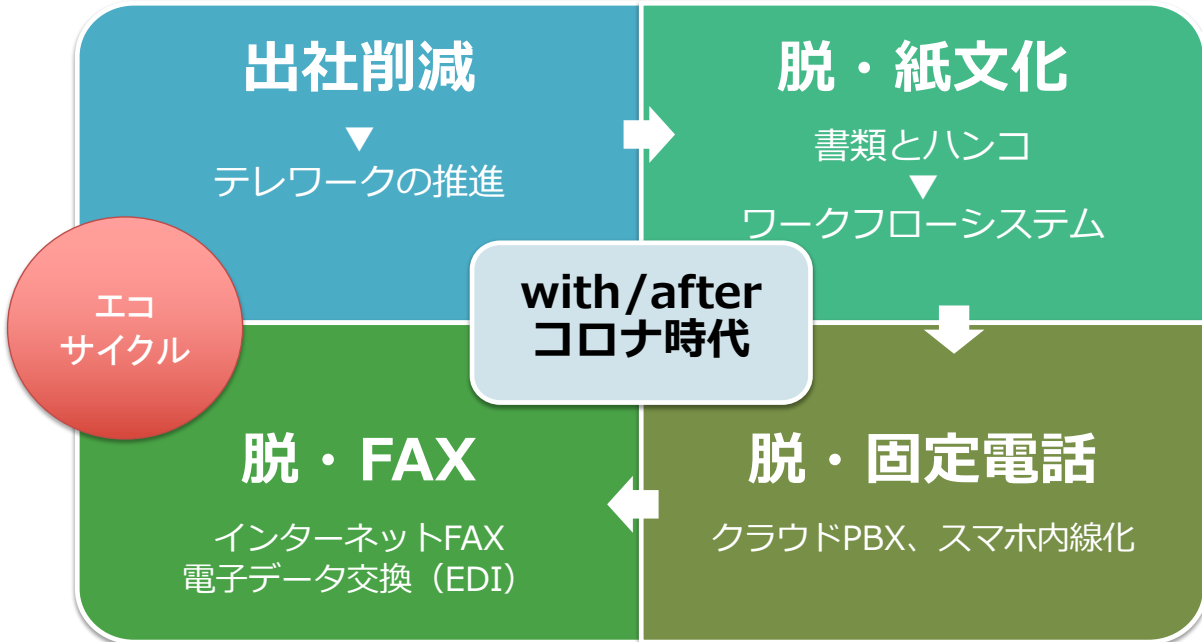 出社削減
▼
テレワークの推進
脱・紙文化
書類とハンコ
▼
ワークフローシステム
エコ
サイクル
with/after
コロナ時代
脱・FAX
インターネットFAX
電子データ交換（EDI）
脱・固定電話
クラウドPBX、スマホ内線化